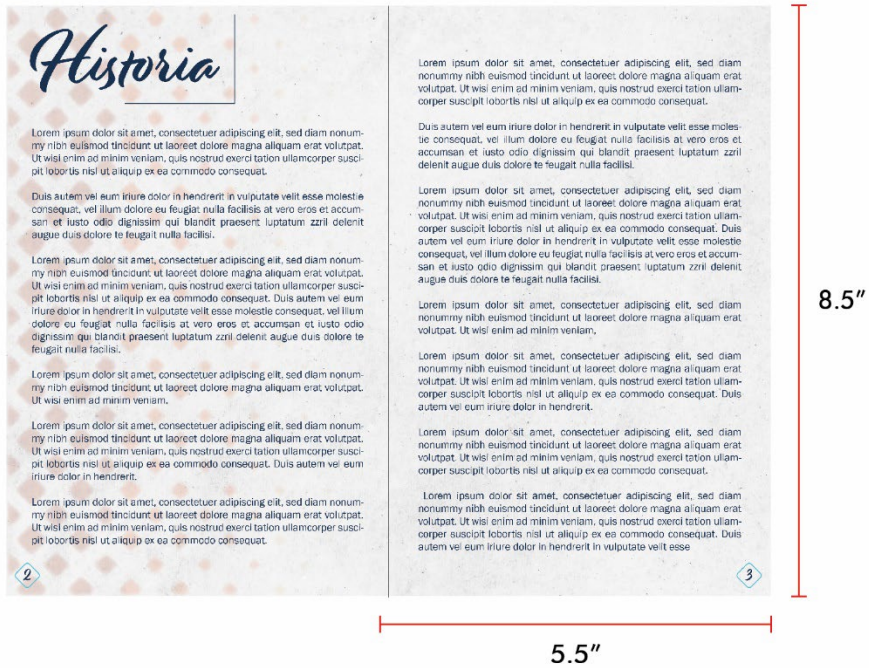 Historia
Lorem ipsum dolor sit amet, consectetuer adipiscing elit, sed diam nonum-
my nibh euismod tincidunt ut laoreet dolore magna aliquam erat volutpat.
Ut wisi enim ad minim veniam, quis nostrud exerci tation ullamcorper susci-
pit lobortis nisl ut aliquip ex ea commodo consequat.
Duis autem vel eum iriure dolor in hendrerit in vulputate velit esse molestie
consequat, vel illum dolore eu feugiat nulla facilisis at vero eros et accum-
san et iusto odio dignissim qui blandit praesent luptatum zzril delenit
augue duis dolore te feugait nulla facilisi.
Lorem ipsum dolor sit amet, consectetuer adipiscing elit, sed diam nonum-
my nibh euismod tincidunt ut laoreet dolore magna aliquam erat volutpat.
Ut wisi enim ad minim veniam, quis nostrud exerci tation ullamcorper susci-
pit lobortis nisl ut aliquip ex ea commodo consequat. Duis autem vel eum
iriure dolor in hendrerit in vulputate velit esse molestie consequat, vel illum
dolore eu feugiat nulla facilisis at vero eros et accumsan et iusto odio
dignissim qui blandit praesent luptatum zzril delenit augue duis dolore te
feugait nulla facilisi.
Lorem ipsum dolor sit amet, consectetuer adipiscing elit, sed diam nonum-
my nibh euismod tincidunt ut laoreet dolore magna aliquam erat volutpat.
Ut wisi enim ad minim veniam.
Lorem ipsum dolor sit amet, consectetuer adipiscing elit, sed diam nonum-
my nibh euismod tincidunt ut laoreet dolore magna aliquam erat volutpat.
Ut wisi enim ad minim veniam, quis nostrud exerci tation ullamcorper susci-
pit lobortis nisl ut aliquip ex ea commodo consequat. Duis autem vel eum
iriure dolor in hendrerit.
Lorem ipsum dolor sit amet, consectetuer adipiscing elit, sed diam nonum-
my nibh euismod tincidunt ut laoreet dolore magna aliquam erat volutpat.
Ut wisi enim ad minim veniam, quis nostrud exerci tation ullamcorper susci-
pit lobortis nisl ut aliquip ex ea commodo consequat.
2
Lorem ipsum dolor sit amet, consectetuer adipiscing elit, sed diam
nonummy nibh euismod tincidunt ut laoreet dolore magna aliquam erat
volutpat. Ut wisi enim ad minim veniam, quis nostrud exerci tation ullam-
corper suscipit lobortis nisl ut aliquip ex ea commodo consequat.
Duis autem vel eum iriure dolor in hendrerit in vulputate velit esse moles-
tie consequat, vel illum dolore eu feugiat nulla facilisis at vero eros et
accumsan et iusto odio dignissim qui blandit praesent luptatum zzril
delenit augue duis dolore te feugait nulla facilisi.
Lorem ipsum dolor sit amet, consectetuer adipiscing elit, sed diam
nonummy nibh euismod tincidunt ut laoreet dolore magna aliquam erat
volutpat. Ut wisi enim ad minim veniam, quis nostrud exerci tation ullam-
corper suscipit lobortis nisl ut aliquip ex ea commodo consequat. Duis
autem vel eum iriure dolor in hendrerit in vulputate velit esse molestie
consequat, vel illum dolore eu feugiat nulla facilisis at vero eros et accum-
san et iusto odio dignissim qui blandit praesent luptatum zzril delenit
augue duis dolore te feugait nulla facilisi.
Lorem ipsum dolor sit amet, consectetuer adipiscing elit, sed diam
nonummy nibh euismod tincidunt ut laoreet dolore magna aliquam erat
volutpat. Ut wisi enim ad minim veniam,
Lorem ipsum dolor sit amet, consectetuer adipiscing elit, sed diam
nonummy nibh euismod tincidunt ut laoreet dolore magna aliquam erat
volutpat. Ut wisi enim ad minim veniam, quis nostrud exerci tation ullam-
corper suscipit lobortis nisl ut aliquip ex ea commodo consequat. Duis
autem vel eum iriure dolor in hendrerit.
Lorem ipsum dolor sit amet, consectetuer adipiscing elit, sed diam
nonummy nibh euismod tincidunt ut laoreet dolore magna aliquam erat
volutpat. Ut wisi enim ad minim veniam, quis nostrud exerci tation ullam-
corper suscipit lobortis nisl ut aliquip ex ea commodo consequat.
Lorem ipsum dolor sit amet, consectetuer adipiscing elit, sed diam
nonummy nibh euismod tincidunt ut laoreet dolore magna aliquam erat
volutpat. Ut wisi enim ad minim veniam, quis nostrud exerci tation ullam-
corper suscipit lobortis nisl ut aliquip ex ea commodo consequat. Duis
autem vel eum iriure dolor in hendrerit in vulputate velit esse
3
8.5"
5.5"